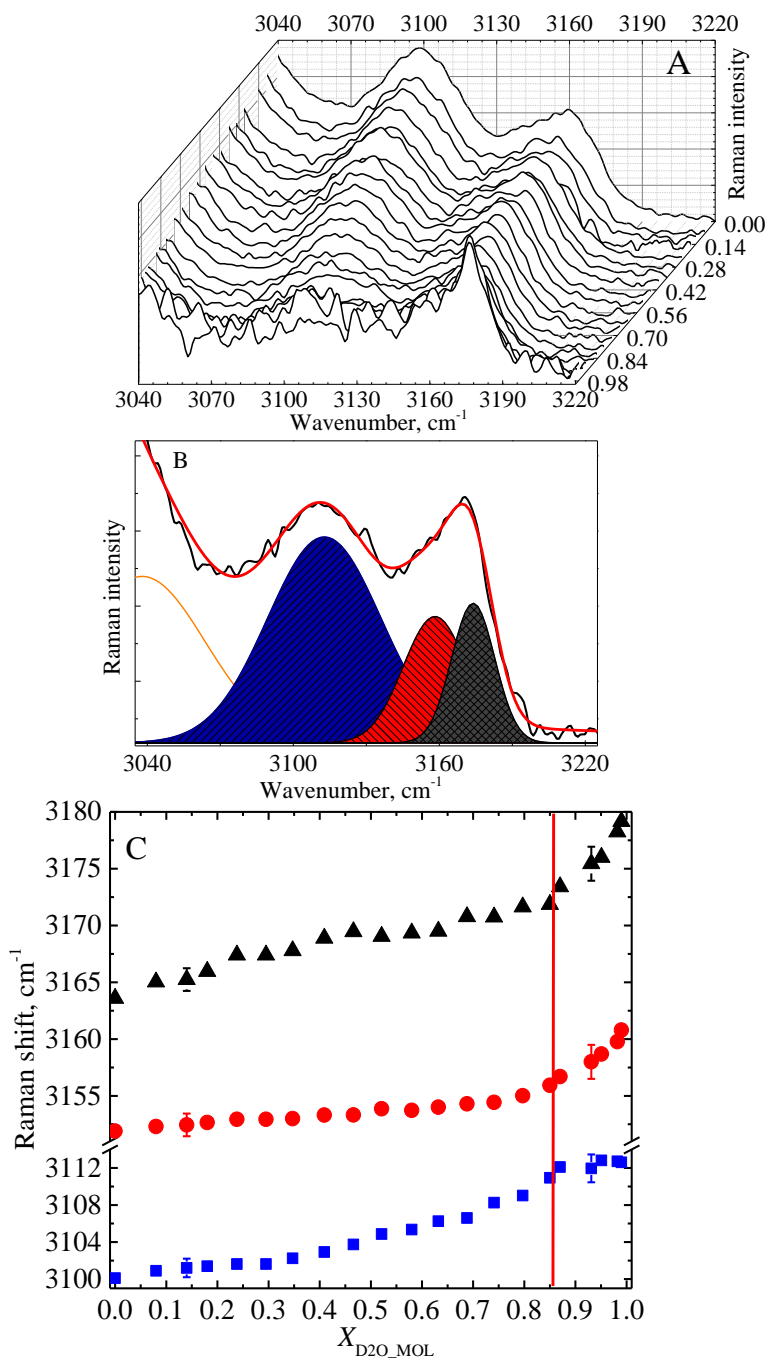 3040 3070 3100 3130 3160 3190 3220
A
Raman intensity
0.00
0.14
0.28
0.42
0.56
0.70
0.84
0.98
3040 3070 3100 3130 3160 3190 3220
Wavenumber, cm-1
B
Raman intensity
3040 3100 3160 3220
Wavenumber, cm-1
C
3180
3175
3170
3165
3160
3155
3112
3108
3104
3100
Raman shift, cm-1
0.0 0.1 0.2 0.3 0.4 0.5 0.6 0.7 0.8 0.9 1.0
XD2O_MOL